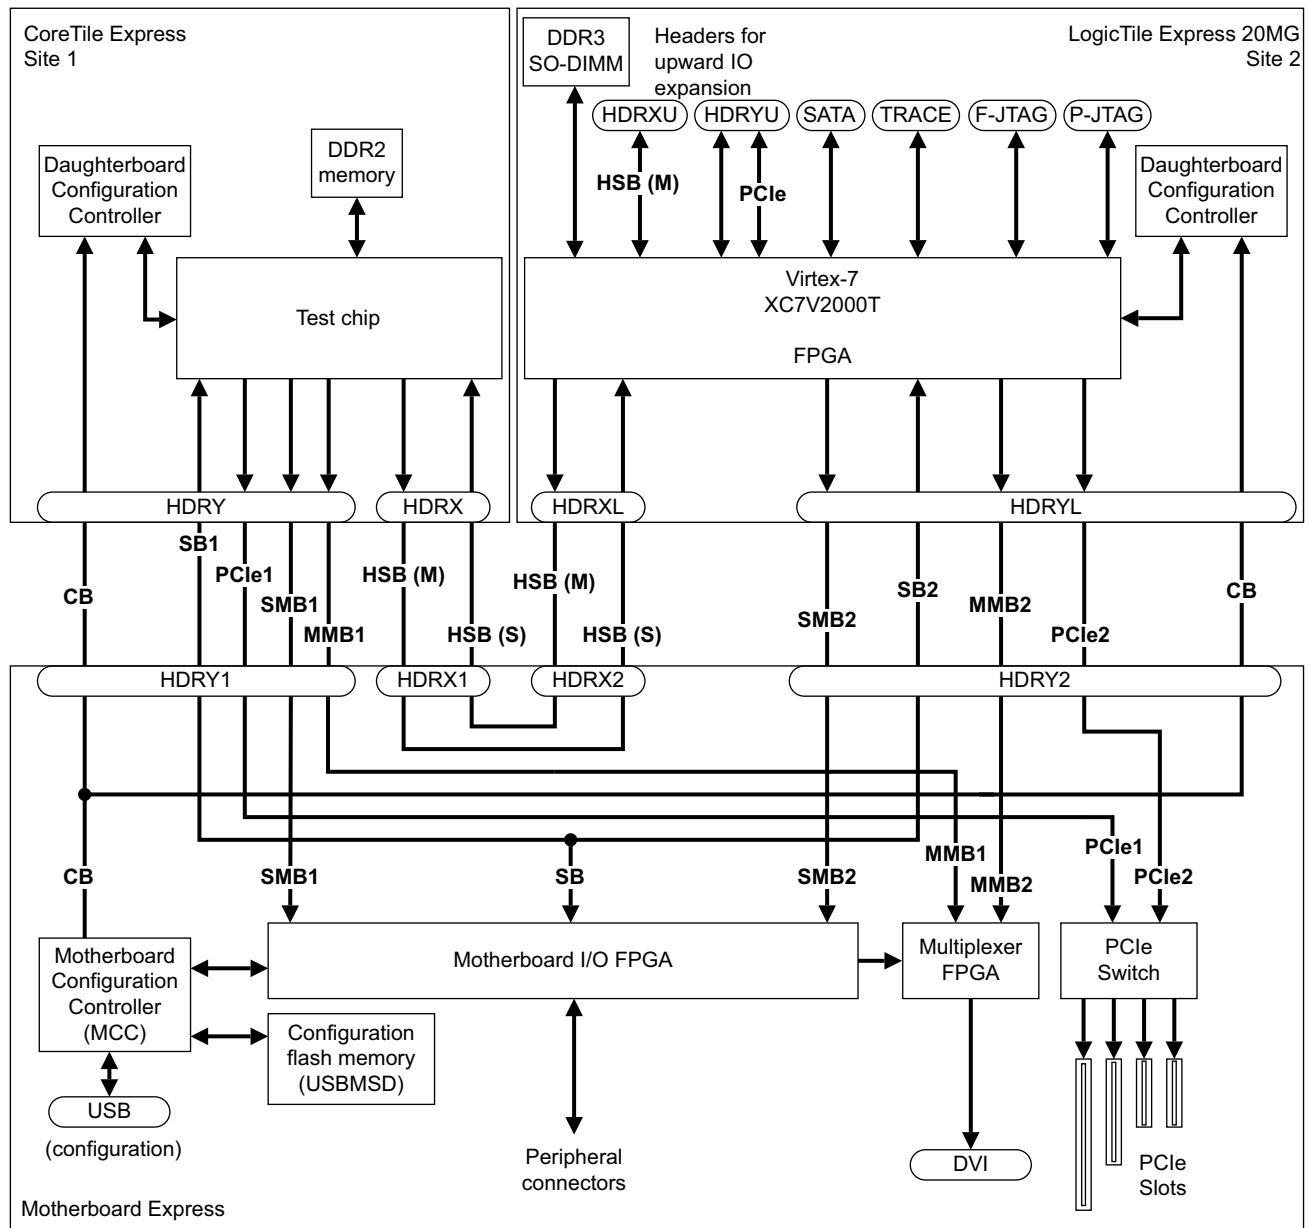 CoreTile Express
Site 1
LogicTile Express 20MG
Site 2
DDR3
SO-DIMM
Headers for
upward IO
expansion
HDRXU
HDRYU
SATA
TRACE
F-JTAG
P-JTAG
HSB (M)
PCIe
Daughterboard
Configuration
Controller
DDR2
memory
Daughterboard
Configuration
Controller
Test chip
Virtex-7
XC7V2000T
FPGA
HDRY
HDRX
HDRXL
HDRYL
CB
SB1
PCIe1
SMB1
MMB1
HSB (M)
HSB (S)
HSB (M)
HSB (S)
SMB2
SB2
MMB2
PCIe2
CB
HDRY1
HDRX1
HDRX2
HDRY2
CB
SMB1
SB
SMB2
MMB1
MMB2
PCIe1
PCIe2
Motherboard
Configuration
Controller
(MCC)
Motherboard I/O FPGA
Multiplexer
FPGA
PCIe
Switch
Configuration
flash memory
(USBMSD)
USB
(configuration)
Peripheral
connectors
DVI
PCIe
Slots
Motherboard Express